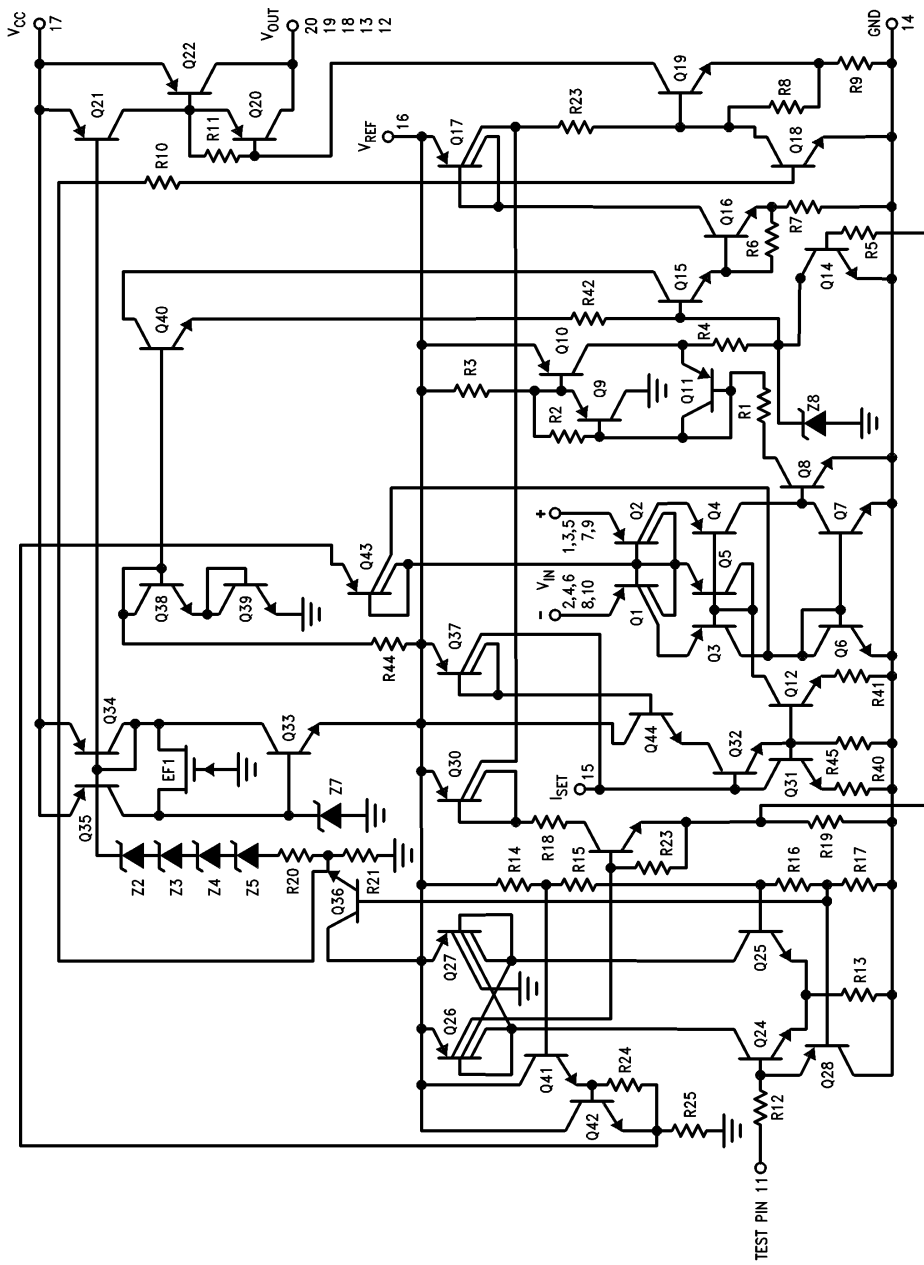 VCC
17
Q21
Q22
VOUT
20
19
18
13
12
R11
Q20
R10
VREF
16
Q17
R23
Q19
R8
R9
Q18
GND
14
Q16
R6
R7
Q14
R5
Q40
R42
Q15
R3
Q10
R4
R2
Q9
Q11
R1
Z8
Q8
Q38
Q39
Q43
+
1,3,5
7,9
VIN
–
2,4,6
8,10
Q2
Q1
Q4
Q5
Q3
Q7
Q6
R44
Q37
Q34
Q35
EF1
Q33
Z7
Q44
Q32
Q12
R41
ISET
15
Q31
R45
R40
Q30
R18
R23
R19
Z2
Z3
Z4
Z5
R20
R21
Q36
R14
R15
R16
R17
Q27
Q26
Q25
Q24
R13
Q28
Q41
Q42
R24
R25
R12
TEST PIN 11